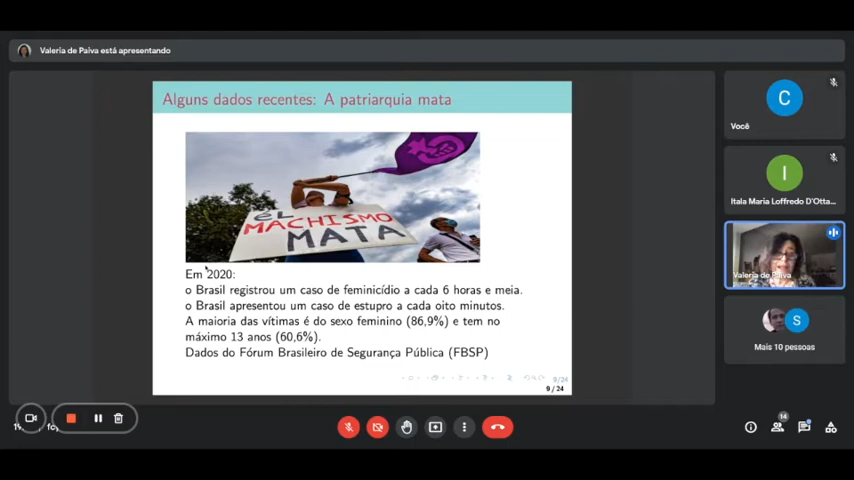 Valeria de Paiva está apresentando
Alguns dados recentes: A patriarquia mata
EL
MACHISMO
MATA
Em 2020:
o Brasil registrou um caso de feminicídio a cada 6 horas e meia.
o Brasil apresentou um caso de estupro a cada oito minutos.
A maioria das vítimas é do sexo feminino (86,9%) e tem no
máximo 13 anos (60,6%).
Dados do Fórum Brasileiro de Segurança Pública (FBSP)
9/24
9 / 24
C
Você
I
Itala Maria Loffredo D'Otta...
Valeria de Paiva
S
Mais 10 pessoas
14